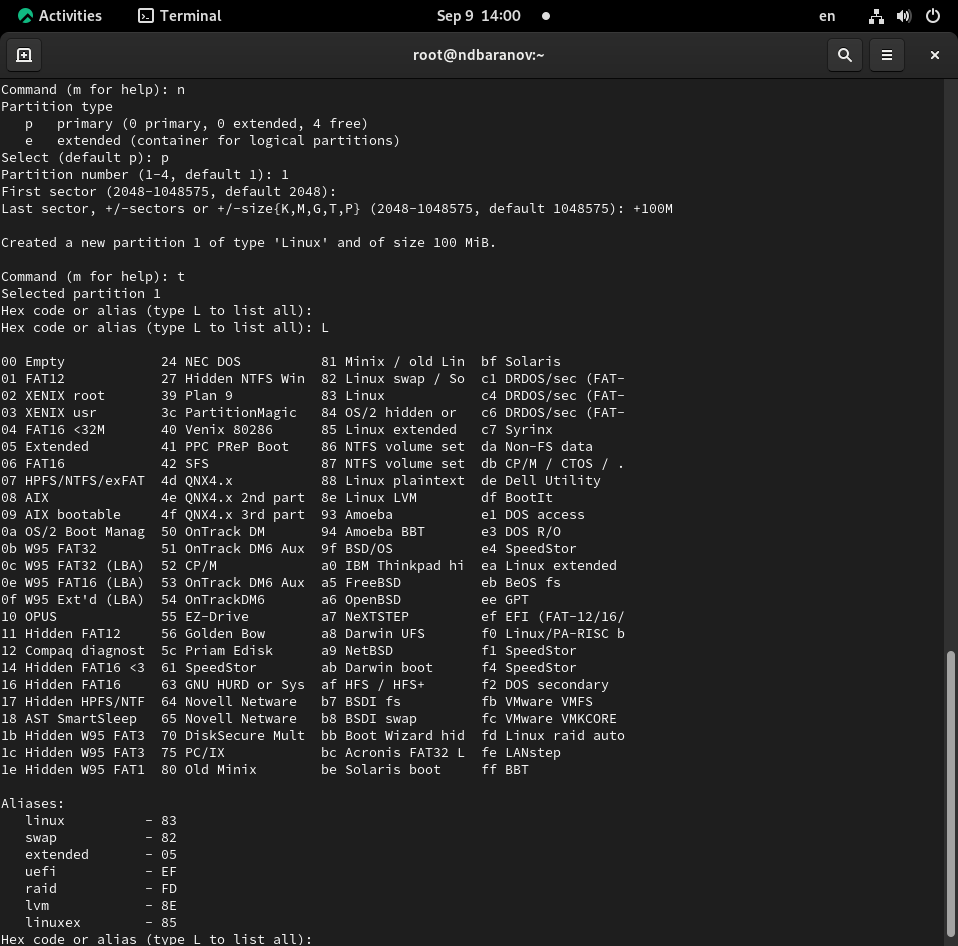 Activities Terminal Sep 9 14:00 en
root@ndbaranov:~
Command (m for help): n
Partition type
   p   primary (0 primary, 0 extended, 4 free)
   e   extended (container for logical partitions)
Select (default p): p
Partition number (1-4, default 1): 1
First sector (2048-1048575, default 2048):
Last sector, +/-sectors or +/-size{K,M,G,T,P} (2048-1048575, default 1048575): +100M
Created a new partition 1 of type 'Linux' and of size 100 MiB.
Command (m for help): t
Selected partition 1
Hex code or alias (type L to list all):
Hex code or alias (type L to list all): L
00 Empty            24 NEC DOS          81 Minix / old Lin  bf Solaris
01 FAT12            27 Hidden NTFS Win  82 Linux swap / So  c1 DRDOS/sec (FAT-
02 XENIX root       39 Plan 9           83 Linux            c4 DRDOS/sec (FAT-
03 XENIX usr        3c PartitionMagic   84 OS/2 hidden or   c6 DRDOS/sec (FAT-
04 FAT16 <32M       40 Venix 80286      85 Linux extended   c7 Syrinx
05 Extended         41 PPC PReP Boot    86 NTFS volume set  da Non-FS data
06 FAT16            42 SFS              87 NTFS volume set  db CP/M / CTOS / .
07 HPFS/NTFS/exFAT  4d QNX4.x           88 Linux plaintext  de Dell Utility
08 AIX              4e QNX4.x 2nd part  8e Linux LVM        df BootIt
09 AIX bootable     4f QNX4.x 3rd part  93 Amoeba           e1 DOS access
0a OS/2 Boot Manag  50 OnTrack DM       94 Amoeba BBT       e3 DOS R/O
0b W95 FAT32        51 OnTrack DM6 Aux  9f BSD/OS           e4 SpeedStor
0c W95 FAT32 (LBA)  52 CP/M             a0 IBM Thinkpad hi  ea Linux extended
0e W95 FAT16 (LBA)  53 OnTrack DM6 Aux  a5 FreeBSD          eb BeOS fs
0f W95 Ext'd (LBA)  54 OnTrackDM6       a6 OpenBSD          ee GPT
10 OPUS             55 EZ-Drive         a7 NeXTSTEP         ef EFI (FAT-12/16/
11 Hidden FAT12     56 Golden Bow       a8 Darwin UFS       f0 Linux/PA-RISC b
12 Compaq diagnost  5c Priam Edisk      a9 NetBSD           f1 SpeedStor
14 Hidden FAT16 <3  61 SpeedStor        ab Darwin boot      f4 SpeedStor
16 Hidden FAT16     63 GNU HURD or Sys  af HFS / HFS+       f2 DOS secondary
17 Hidden HPFS/NTF  64 Novell Netware   b7 BSDI fs          fb VMware VMFS
18 AST SmartSleep   65 Novell Netware   b8 BSDI swap        fc VMware VMKCORE
1b Hidden W95 FAT3  70 DiskSecure Mult  bb Boot Wizard hid  fd Linux raid auto
1c Hidden W95 FAT3  75 PC/IX            bc Acronis FAT32 L  fe LANstep
1e Hidden W95 FAT1  80 Old Minix        be Solaris boot     ff BBT
Aliases:
   linux          - 83
   swap           - 82
   extended       - 05
   uefi           - EF
   raid           - FD
   lvm            - 8E
   linuxex        - 85
Hex code or alias (type L to list all):